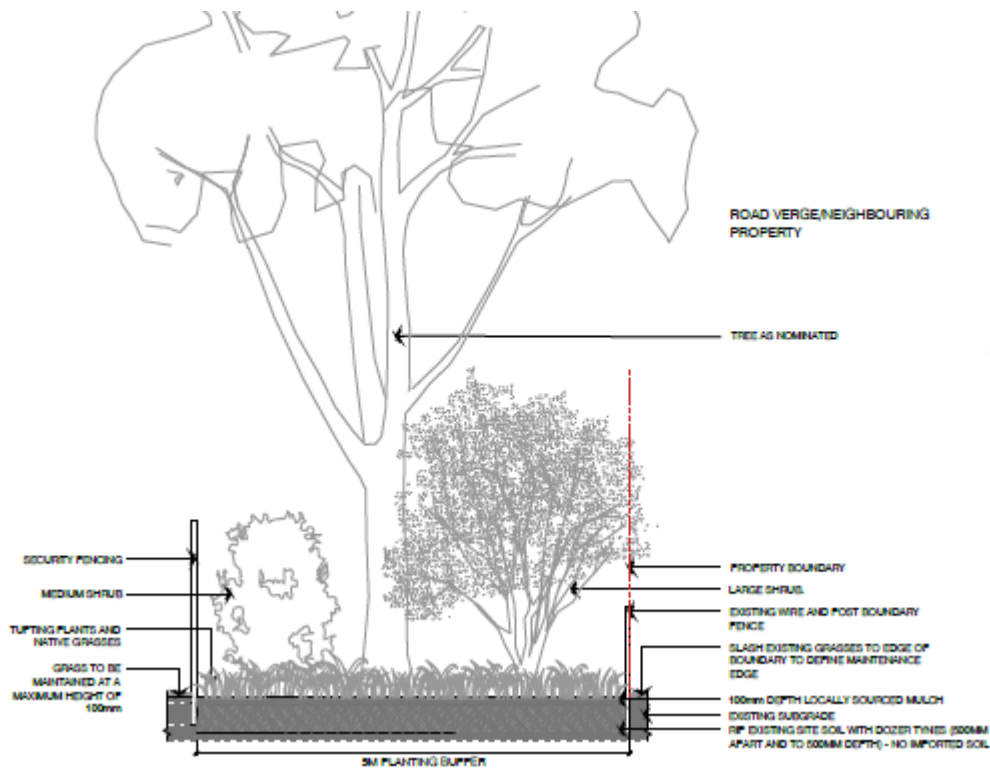 ROAD VERGE/NEIGHBOURING
PROPERTY
TREE AS NOMINATED
SECURITY FENCING
MEDIUM SHRUB
TUFTING PLANTS AND
NATIVE GRASSES
GRASS TO BE
MAINTAINED AT A
MAXIMUM HEIGHT OF
100mm
PROPERTY BOUNDARY
LARGE SHRUB.
EXISTING WIRE AND POST BOUNDARY
FENCE
SLASH EXISTING GRASSES TO EDGE OF
BOUNDARY TO DEFINE MAINTENANCE
EDGE
100mm DEPTH LOCALLY SOURCED MULCH
EXISTING SUBGRADE
RIP EXISTING SITE SOIL WITH DOZER TYNES (500MM
APART AND TO 500MM DEPTH) - NO IMPORTED SOIL
5M PLANTING BUFFER